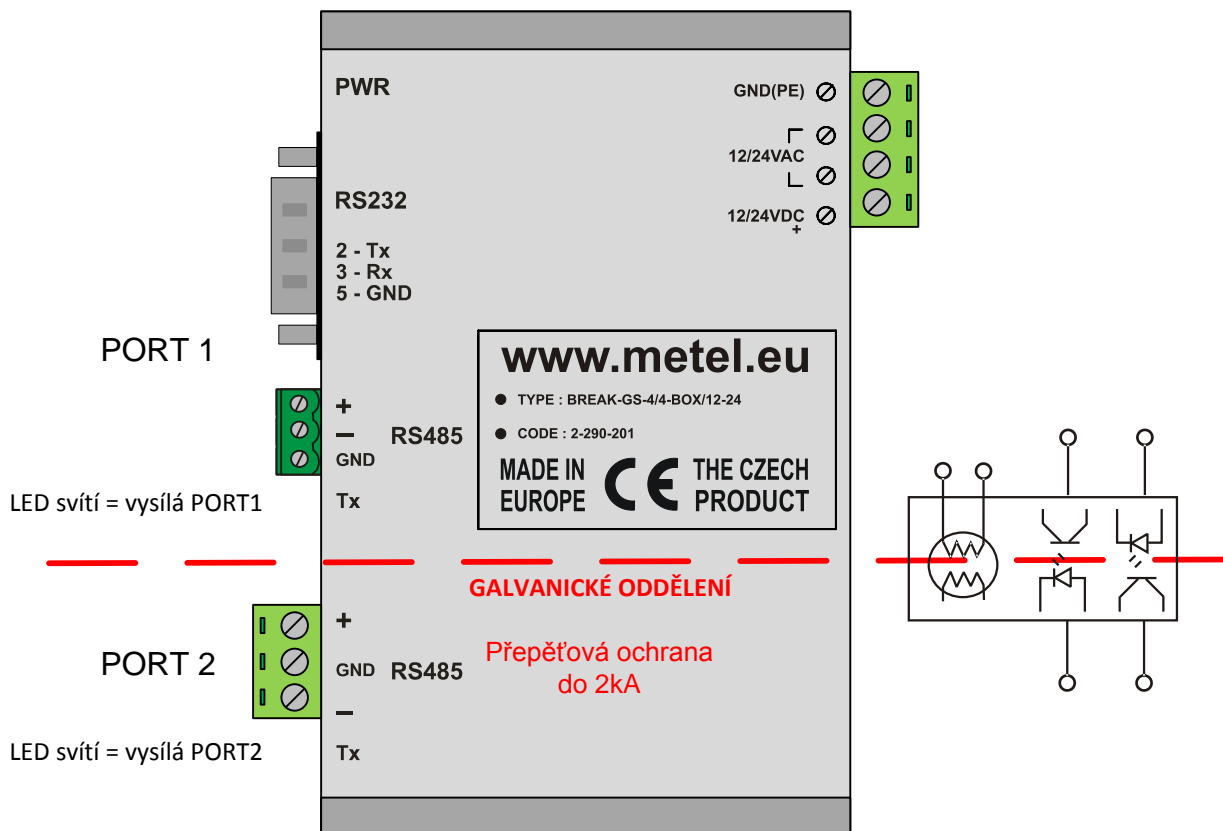 PWR
GND(PE)
12/24VAC
12/24VDC
+
RS232
2 - Tx
3 - Rx
5 - GND
PORT 1
+
–
GND
RS485
Tx
LED svítí = vysílá PORT1
www.metel.eu
● TYPE : BREAK-GS-4/4-BOX/12-24
● CODE : 2-290-201
MADE IN EUROPE CE THE CZECH PRODUCT
GALVANICKÉ ODDĚLENÍ
PORT 2
+
GND RS485
–
Tx
Přepěťová ochrana
do 2kA
LED svítí = vysílá PORT2